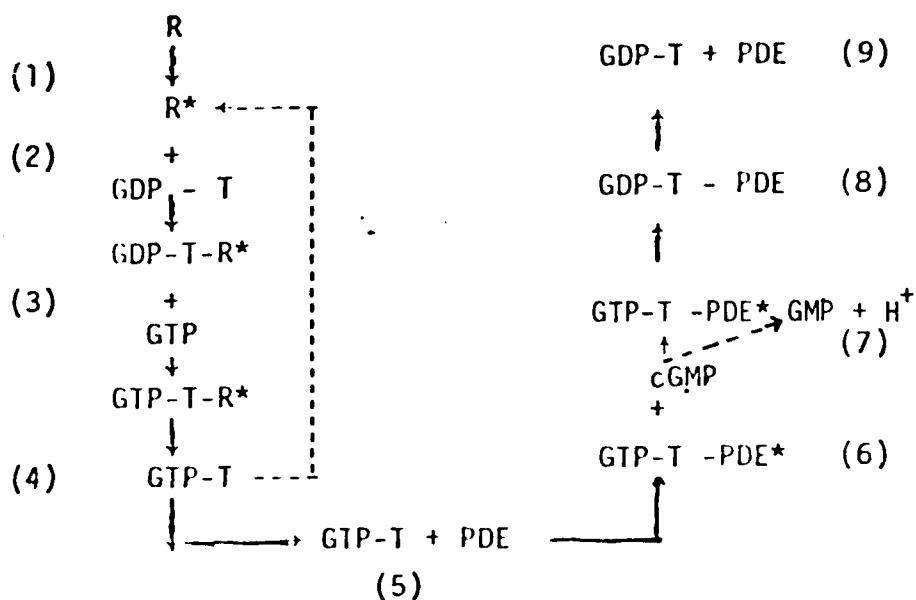 R
(1)
R*
(2)
+
GDP - T
GDP-T-R*
(3)
+
GTP
GTP-T-R*
(4)
GTP-T
GTP-T + PDE
(5)
GDP-T + PDE (9)
GDP-T - PDE (8)
GTP-T -PDE* GMP + H+
(7)
cGMP
+
GTP-T -PDE* (6)